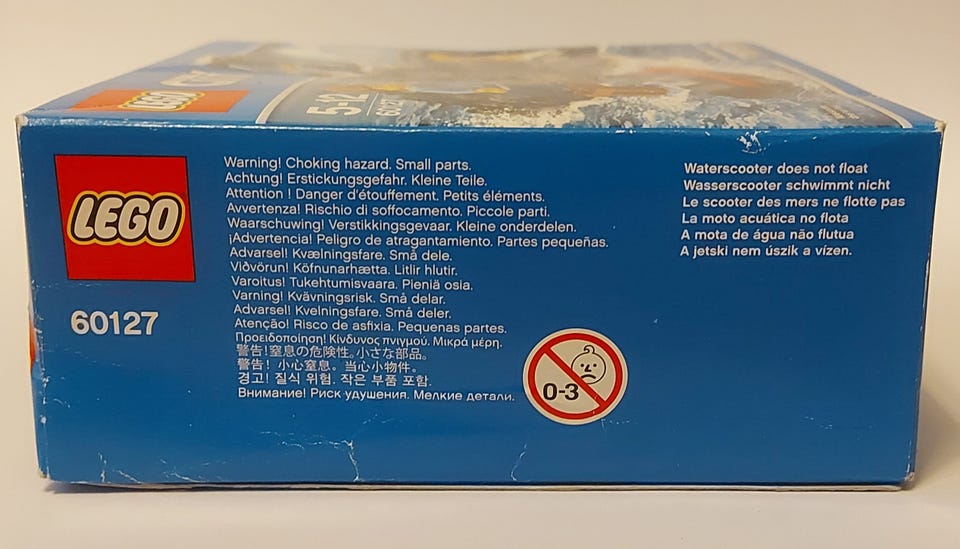 LEGO
5-12
60127
LEGO
60127
Warning! Choking hazard. Small parts.
Achtung! Erstickungsgefahr. Kleine Teile.
Attention ! Danger d'étouffement. Petits éléments.
Avvertenza! Rischio di soffocamento. Piccole parti.
Waarschuwing! Verstikkingsgevaar. Kleine onderdelen.
¡Advertencia! Peligro de atragantamiento. Partes pequeñas.
Advarsel! Kvælningsfare. Små dele.
Viðvörun! Köfnunarhætta. Litlir hlutir.
Varoitus! Tukehtumisvaara. Pieniä osia.
Varning! Kvävningsrisk. Små delar.
Advarsel! Kvelningsfare. Små deler.
Atenção! Risco de asfixia. Pequenas partes.
Προειδοποίηση! Κίνδυνος πνιγμού. Μικρά μέρη.
警告！窒息の危険性。小さな部品。
警告！小心窒息。当心小物件。
경고! 질식 위험. 작은 부품 포함.
Внимание! Риск удушения. Мелкие детали.
0-3
Waterscooter does not float
Wasserscooter schwimmt nicht
Le scooter des mers ne flotte pas
La moto acuática no flota
A mota de água não flutua
A jetski nem úszik a vízen.